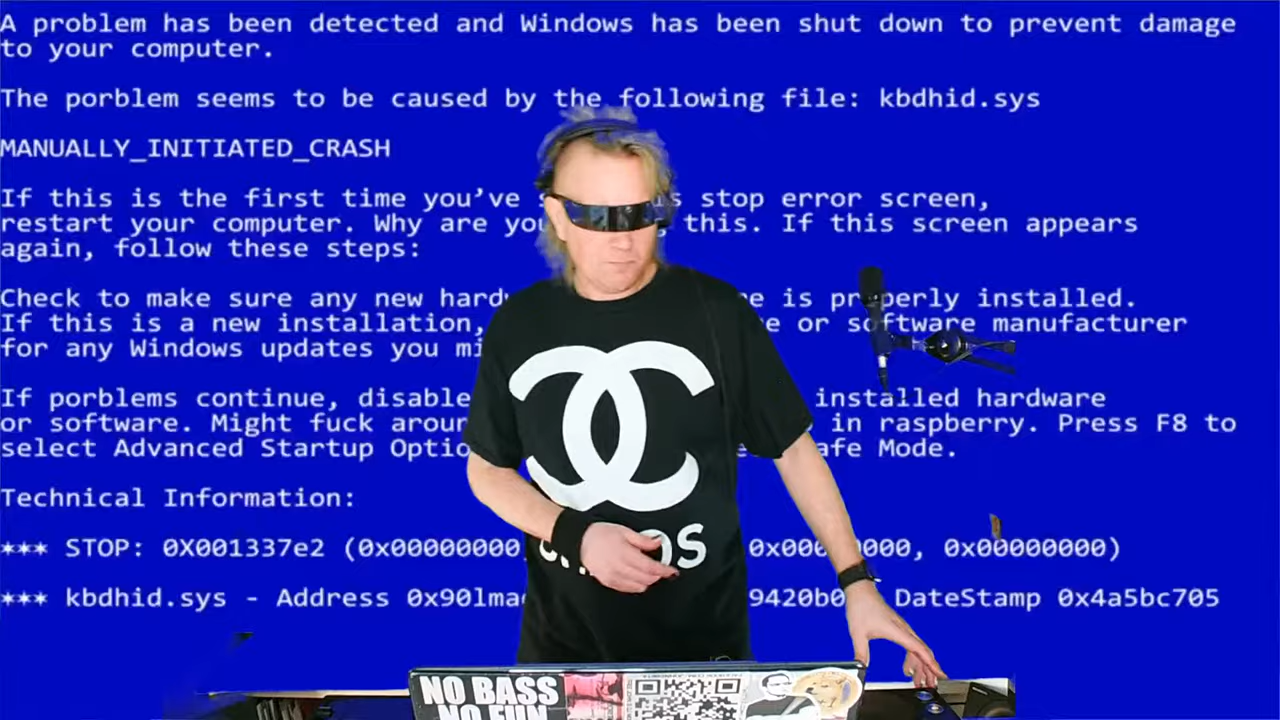 A problem has been detected and Windows has been shut down to prevent damage
to your computer.
The porblem seems to be caused by the following file: kbdhid.sys
MANUALLY_INITIATED_CRASH
If this is the first time you've stop error screen,
restart your computer. Why are you this. If this screen appears
again, follow these steps:
Check to make sure any new is properly installed.
If this is a new installation, or software manufacturer
for any Windows updates you
If porblems continue, disable installed hardware
or software. Might fuck in raspberry. Press F8 to
select Advanced Startup Mode.
Technical Information:
*** STOP: 0X001337e2 (0x00000000, 0x00000000)
*** kbdhid.sys - Address DateStamp 0x4a5bc705
NO BASS
NO FUN